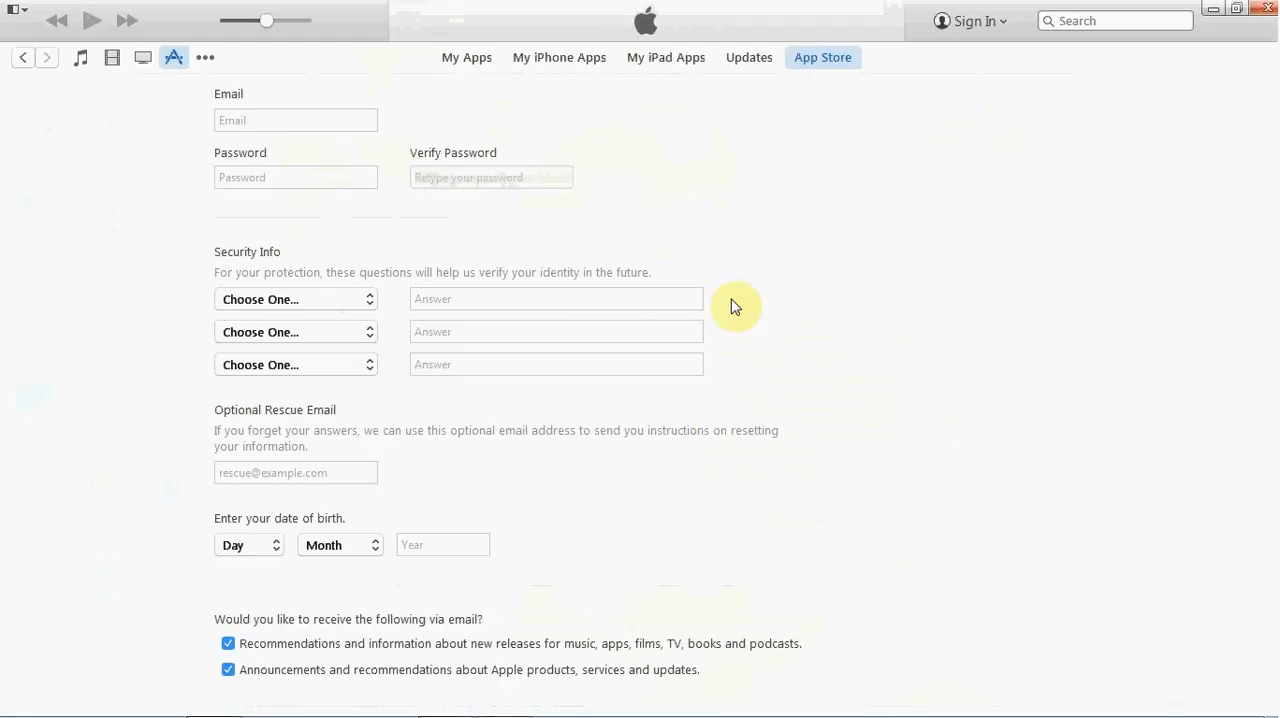 Sign In
Search
My Apps My iPhone Apps My iPad Apps Updates App Store
Email
Email
Password Verify Password
Password Retype your password
Security Info
For your protection, these questions will help us verify your identity in the future.
Choose One... Answer
Choose One... Answer
Choose One... Answer
Optional Rescue Email
If you forget your answers, we can use this optional email address to send you instructions on resetting
your information.
rescue@example.com
Enter your date of birth.
Day Month Year
Would you like to receive the following via email?
Recommendations and information about new releases for music, apps, films, TV, books and podcasts.
Announcements and recommendations about Apple products, services and updates.